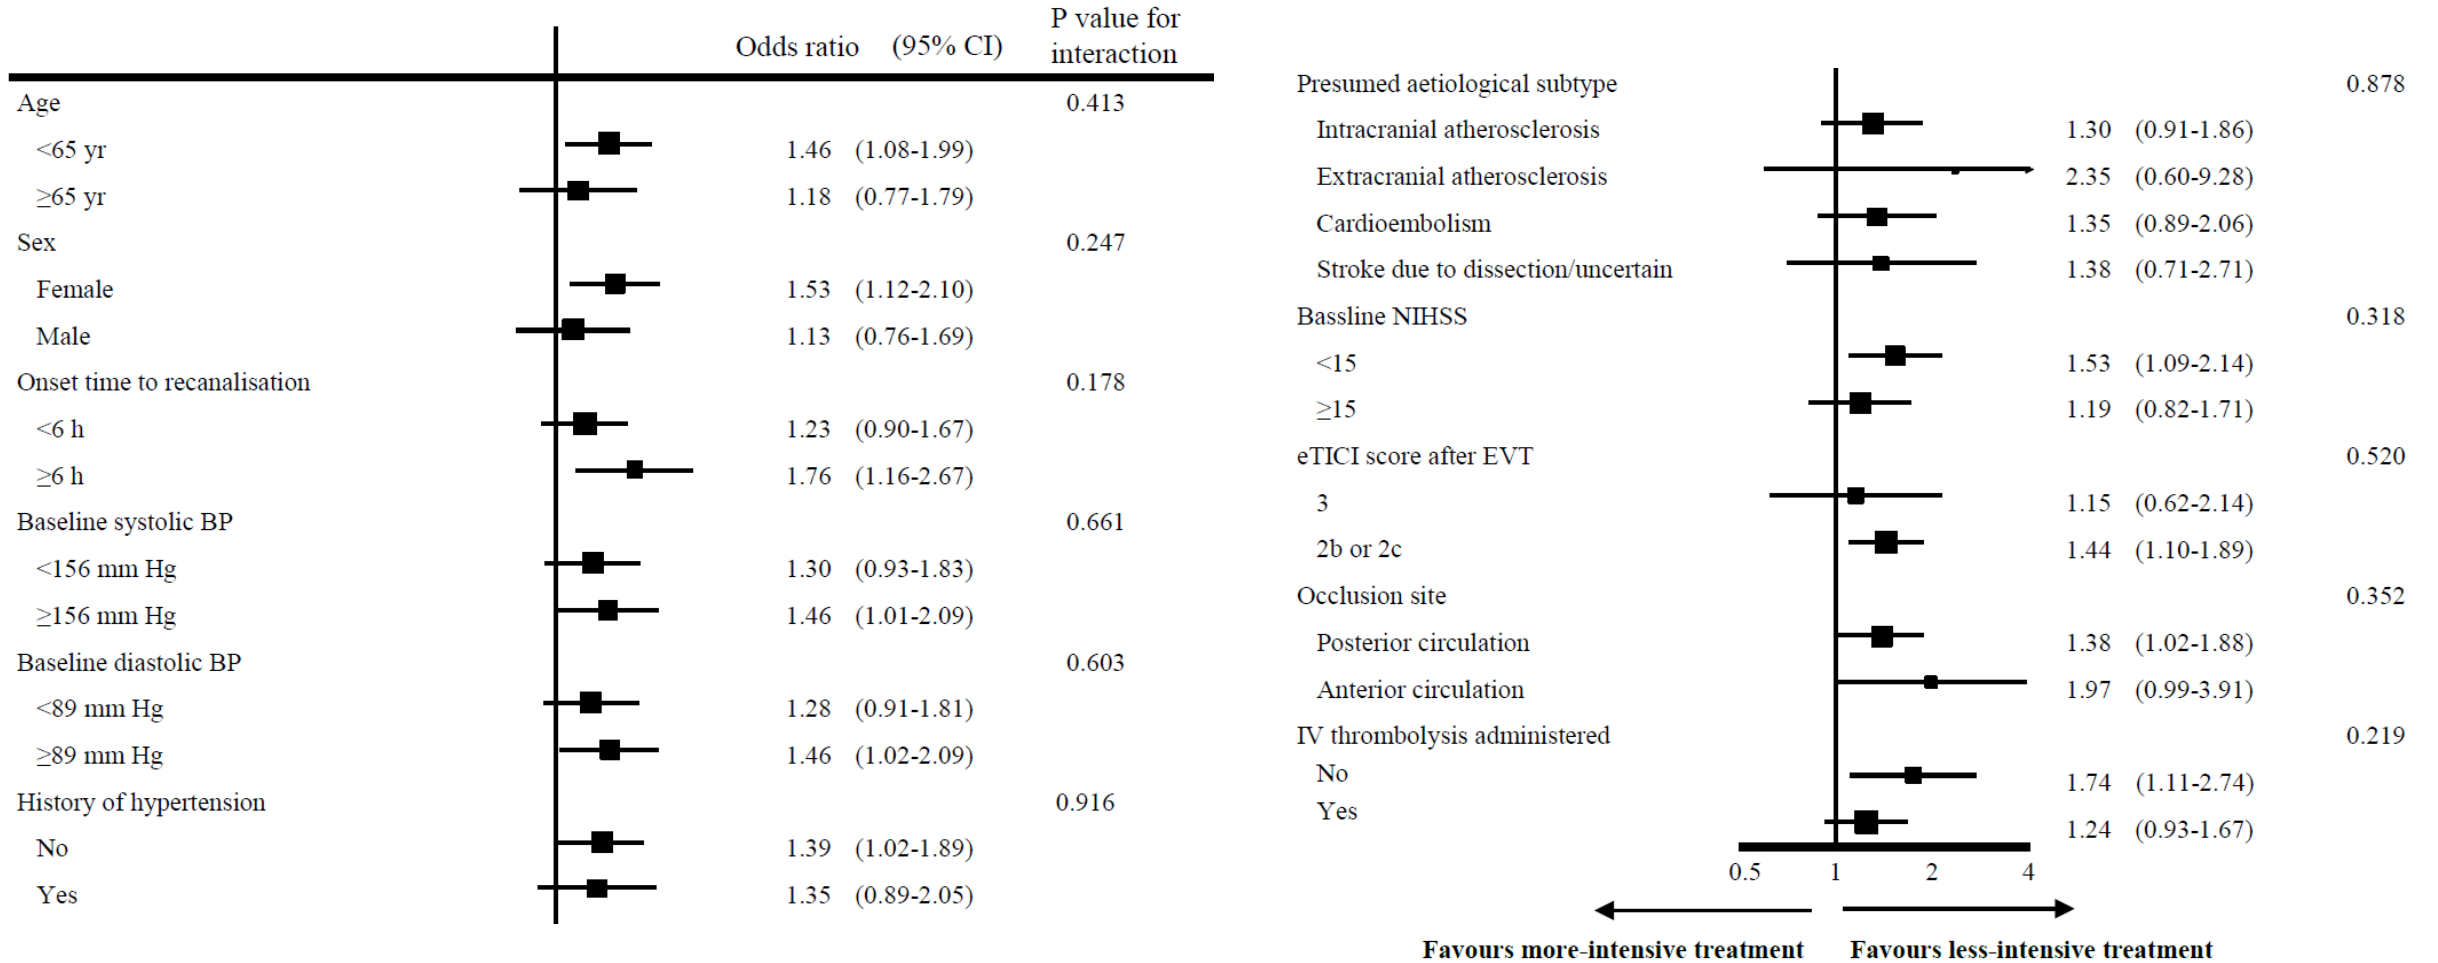 Odds ratio (95% CI) P value for
interaction
Age 0.413
<65 yr 1.46 (1.08-1.99)
≥65 yr 1.18 (0.77-1.79)
Sex 0.247
Female 1.53 (1.12-2.10)
Male 1.13 (0.76-1.69)
Onset time to recanalisation 0.178
<6 h 1.23 (0.90-1.67)
≥6 h 1.76 (1.16-2.67)
Baseline systolic BP 0.661
<156 mm Hg 1.30 (0.93-1.83)
≥156 mm Hg 1.46 (1.01-2.09)
Baseline diastolic BP 0.603
<89 mm Hg 1.28 (0.91-1.81)
≥89 mm Hg 1.46 (1.02-2.09)
History of hypertension 0.916
No 1.39 (1.02-1.89)
Yes 1.35 (0.89-2.05)
Presumed aetiological subtype 0.878
Intracranial atherosclerosis 1.30 (0.91-1.86)
Extracranial atherosclerosis 2.35 (0.60-9.28)
Cardioembolism 1.35 (0.89-2.06)
Stroke due to dissection/uncertain 1.38 (0.71-2.71)
Bassline NIHSS 0.318
<15 1.53 (1.09-2.14)
≥15 1.19 (0.82-1.71)
eTICI score after EVT 0.520
3 1.15 (0.62-2.14)
2b or 2c 1.44 (1.10-1.89)
Occlusion site 0.352
Posterior circulation 1.38 (1.02-1.88)
Anterior circulation 1.97 (0.99-3.91)
IV thrombolysis administered 0.219
No 1.74 (1.11-2.74)
Yes 1.24 (0.93-1.67)
0.5 1 2 4
Favours more-intensive treatment Favours less-intensive treatment